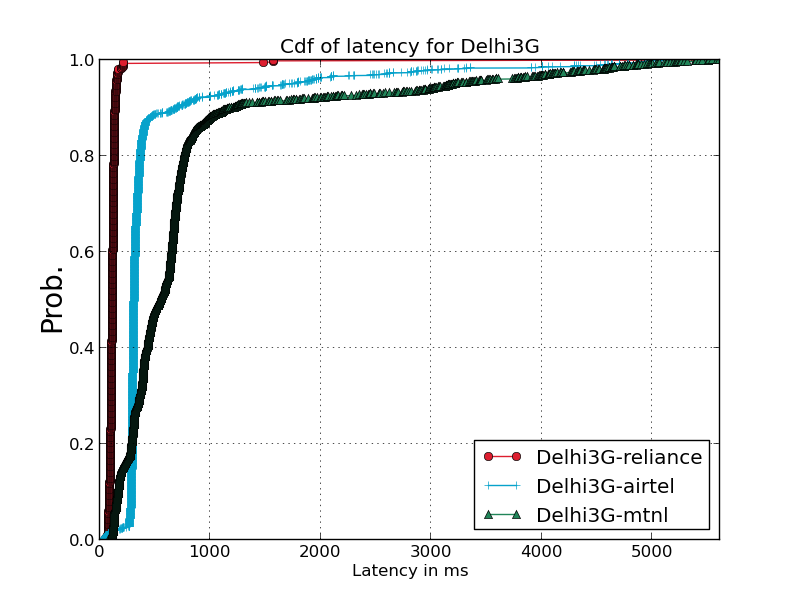 Cdf of latency for Delhi3G
1.0
0.8
0.6
0.4
0.2
0.0
Prob.
0
1000
2000
3000
4000
5000
Latency in ms
Delhi3G-reliance
Delhi3G-airtel
Delhi3G-mtnl